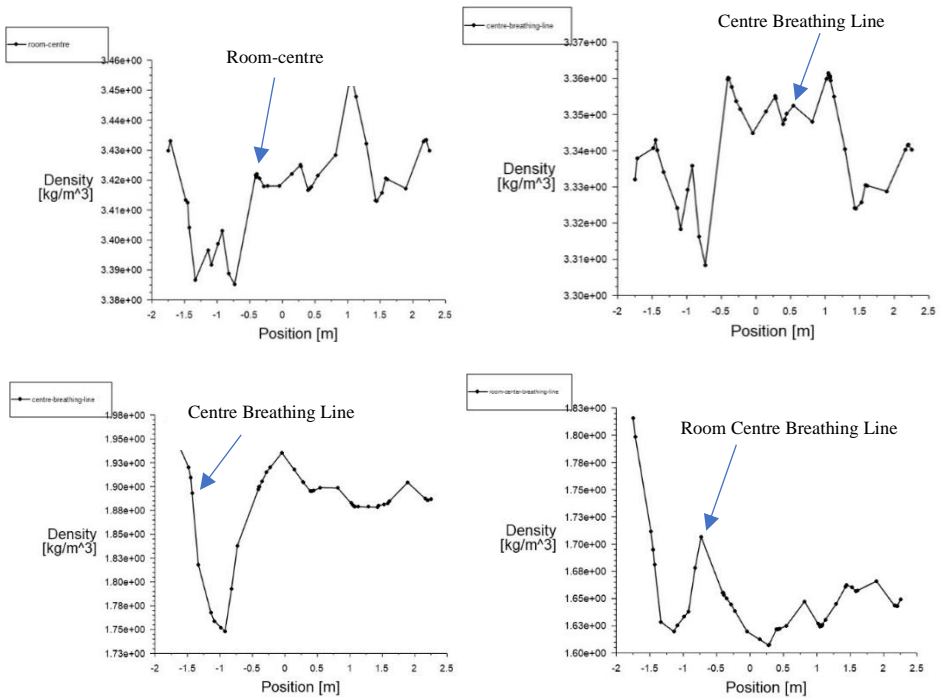 room-centre
Room-centre
3.46e+00
3.45e+00
3.43e+00
3.42e+00
3.41e+00
3.40e+00
3.39e+00
3.38e+00
Density
[kg/m^3]
-2 -1.5 -1 -0.5 0 0.5 1 1.5 2 2.5
Position [m]
centre-breathing-line
Centre Breathing Line
3.37e+00
3.36e+00
3.35e+00
3.34e+00
3.33e+00
3.31e+00
3.30e+00
Density
[kg/m^3]
-2 -1.5 -1 -0.5 0 0.5 1 1.5 2 2.5
Position [m]
centre-breathing-line
Centre Breathing Line
1.98e+00
1.95e+00
1.93e+00
1.90e+00
1.88e+00
1.85e+00
1.83e+00
1.80e+00
1.78e+00
1.75e+00
1.73e+00
Density
[kg/m^3]
-2 -1.5 -1 -0.5 0 0.5 1 1.5 2 2.5
Position [m]
room-center-breathing-line
Room Centre Breathing Line
1.83e+00
1.80e+00
1.78e+00
1.75e+00
1.73e+00
1.70e+00
1.68e+00
1.65e+00
1.63e+00
1.60e+00
Density
[kg/m^3]
-2 -1.5 -1 -0.5 0 0.5 1 1.5 2 2.5
Position [m]